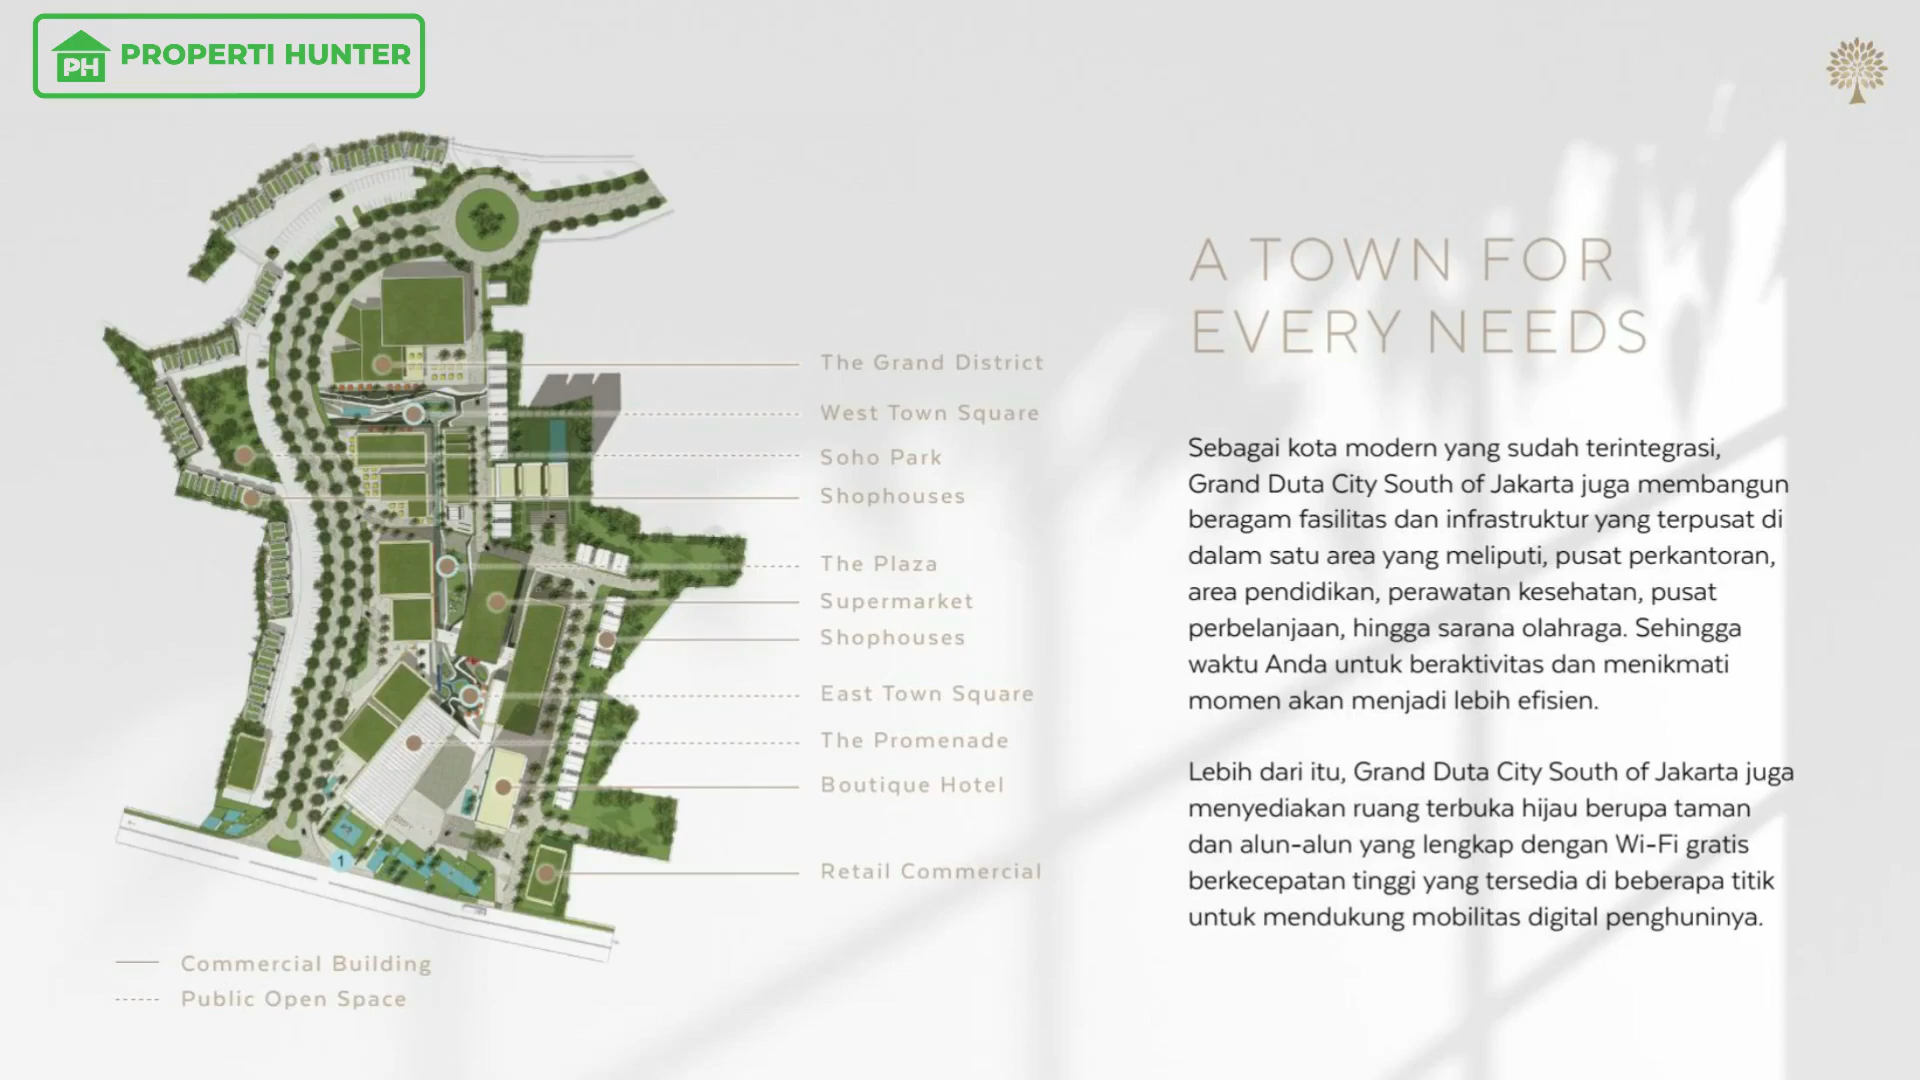 PH PROPERTI HUNTER
A TOWN FOR
EVERY NEEDS
The Grand District
West Town Square
Soho Park
Shophouses
The Plaza
Supermarket
Shophouses
East Town Square
The Promenade
Boutique Hotel
Retail Commercial
1
Commercial Building
Public Open Space
Sebagai kota modern yang sudah terintegrasi,
Grand Duta City South of Jakarta juga membangun
beragam fasilitas dan infrastruktur yang terpusat di
dalam satu area yang meliputi, pusat perkantoran,
area pendidikan, perawatan kesehatan, pusat
perbelanjaan, hingga sarana olahraga. Sehingga
waktu Anda untuk beraktivitas dan menikmati
momen akan menjadi lebih efisien.
Lebih dari itu, Grand Duta City South of Jakarta juga
menyediakan ruang terbuka hijau berupa taman
dan alun-alun yang lengkap dengan Wi-Fi gratis
berkecepatan tinggi yang tersedia di beberapa titik
untuk mendukung mobilitas digital penghuninya.